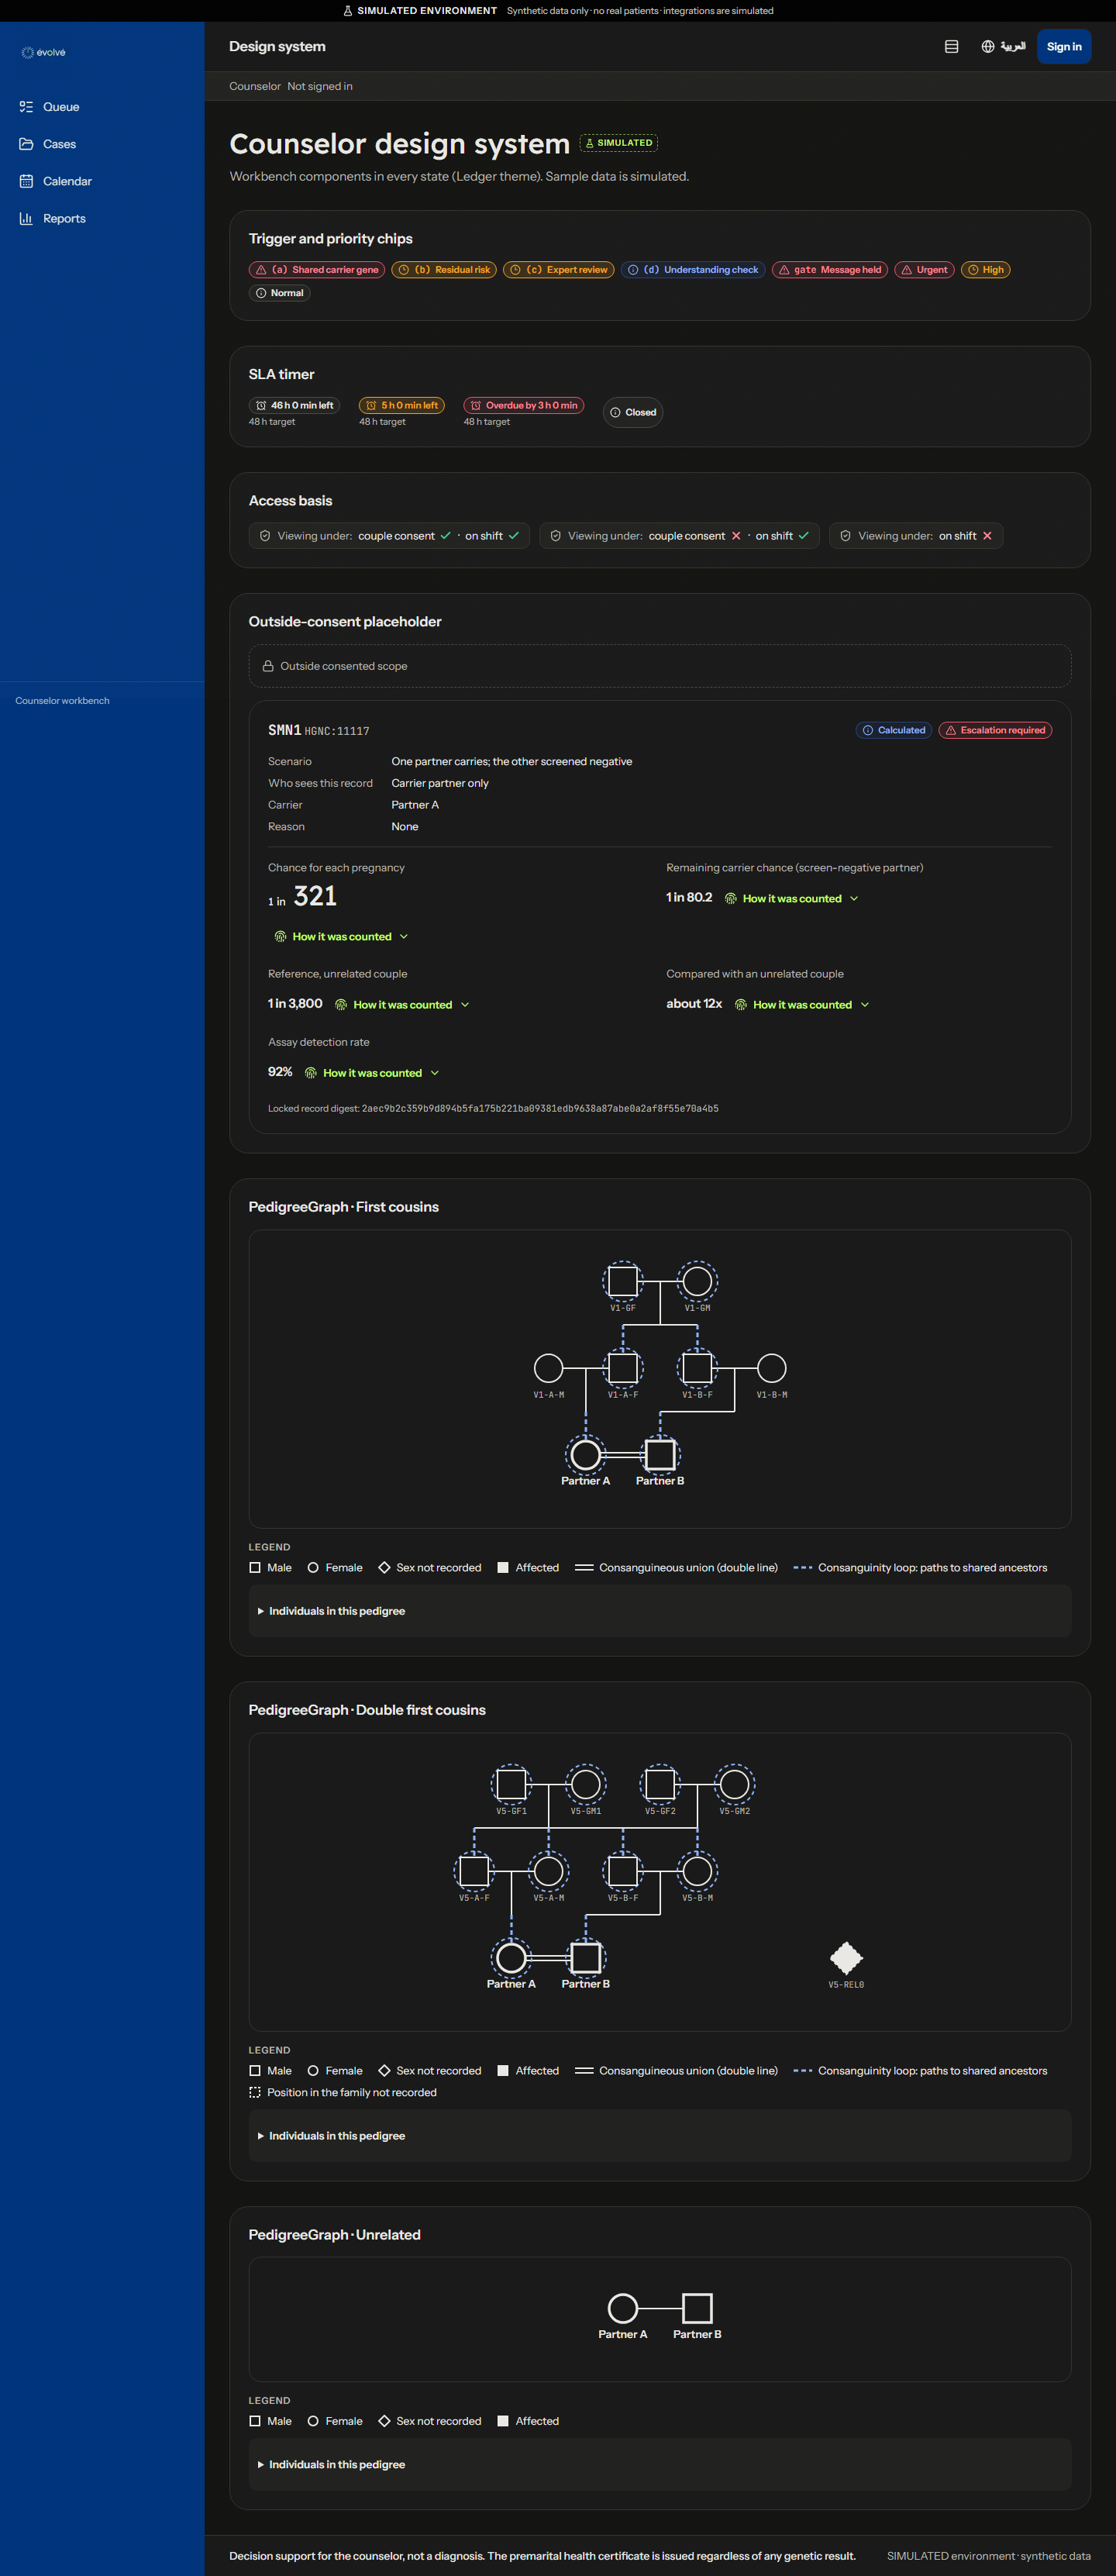 SIMULATED ENVIRONMENT Synthetic data only · no real patients · integrations are simulated
évolvé
Design system
العربية
Sign in
Counselor Not signed in
Queue
Cases
Calendar
Reports
Counselor workbench
Counselor design system SIMULATED
Workbench components in every state (Ledger theme). Sample data is simulated.
Trigger and priority chips
(a) Shared carrier gene (b) Residual risk (c) Expert review (d) Understanding check gate Message held Urgent High
Normal
SLA timer
46 h 0 min left 5 h 0 min left Overdue by 3 h 0 min Closed
48 h target 48 h target 48 h target
Access basis
Viewing under: couple consent · on shift Viewing under: couple consent · on shift Viewing under: on shift
Outside-consent placeholder
Outside consented scope
SMN1 HGNC:11117 Calculated Escalation required
Scenario One partner carries; the other screened negative
Who sees this record Carrier partner only
Carrier Partner A
Reason None
Chance for each pregnancy Remaining carrier chance (screen-negative partner)
1 in 321 1 in 80.2 How it was counted
How it was counted
Reference, unrelated couple Compared with an unrelated couple
1 in 3,800 How it was counted about 12x How it was counted
Assay detection rate
92% How it was counted
Locked record digest: 2aec9b2c359b9d894b5fa175b221ba09381edb9638a87abe0a2af8f55e70a4b5
PedigreeGraph · First cousins
V1-GF V1-GM
V1-A-M V1-A-F V1-B-F V1-B-M
Partner A Partner B
LEGEND
Male Female Sex not recorded Affected Consanguineous union (double line) Consanguinity loop: paths to shared ancestors
Individuals in this pedigree
PedigreeGraph · Double first cousins
V5-GF1 V5-GM1 V5-GF2 V5-GM2
V5-A-F V5-A-M V5-B-F V5-B-M
Partner A Partner B V5-REL0
LEGEND
Male Female Sex not recorded Affected Consanguineous union (double line) Consanguinity loop: paths to shared ancestors
Position in the family not recorded
Individuals in this pedigree
PedigreeGraph · Unrelated
Partner A Partner B
LEGEND
Male Female Sex not recorded Affected
Individuals in this pedigree
Decision support for the counselor, not a diagnosis. The premarital health certificate is issued regardless of any genetic result. SIMULATED environment · synthetic data